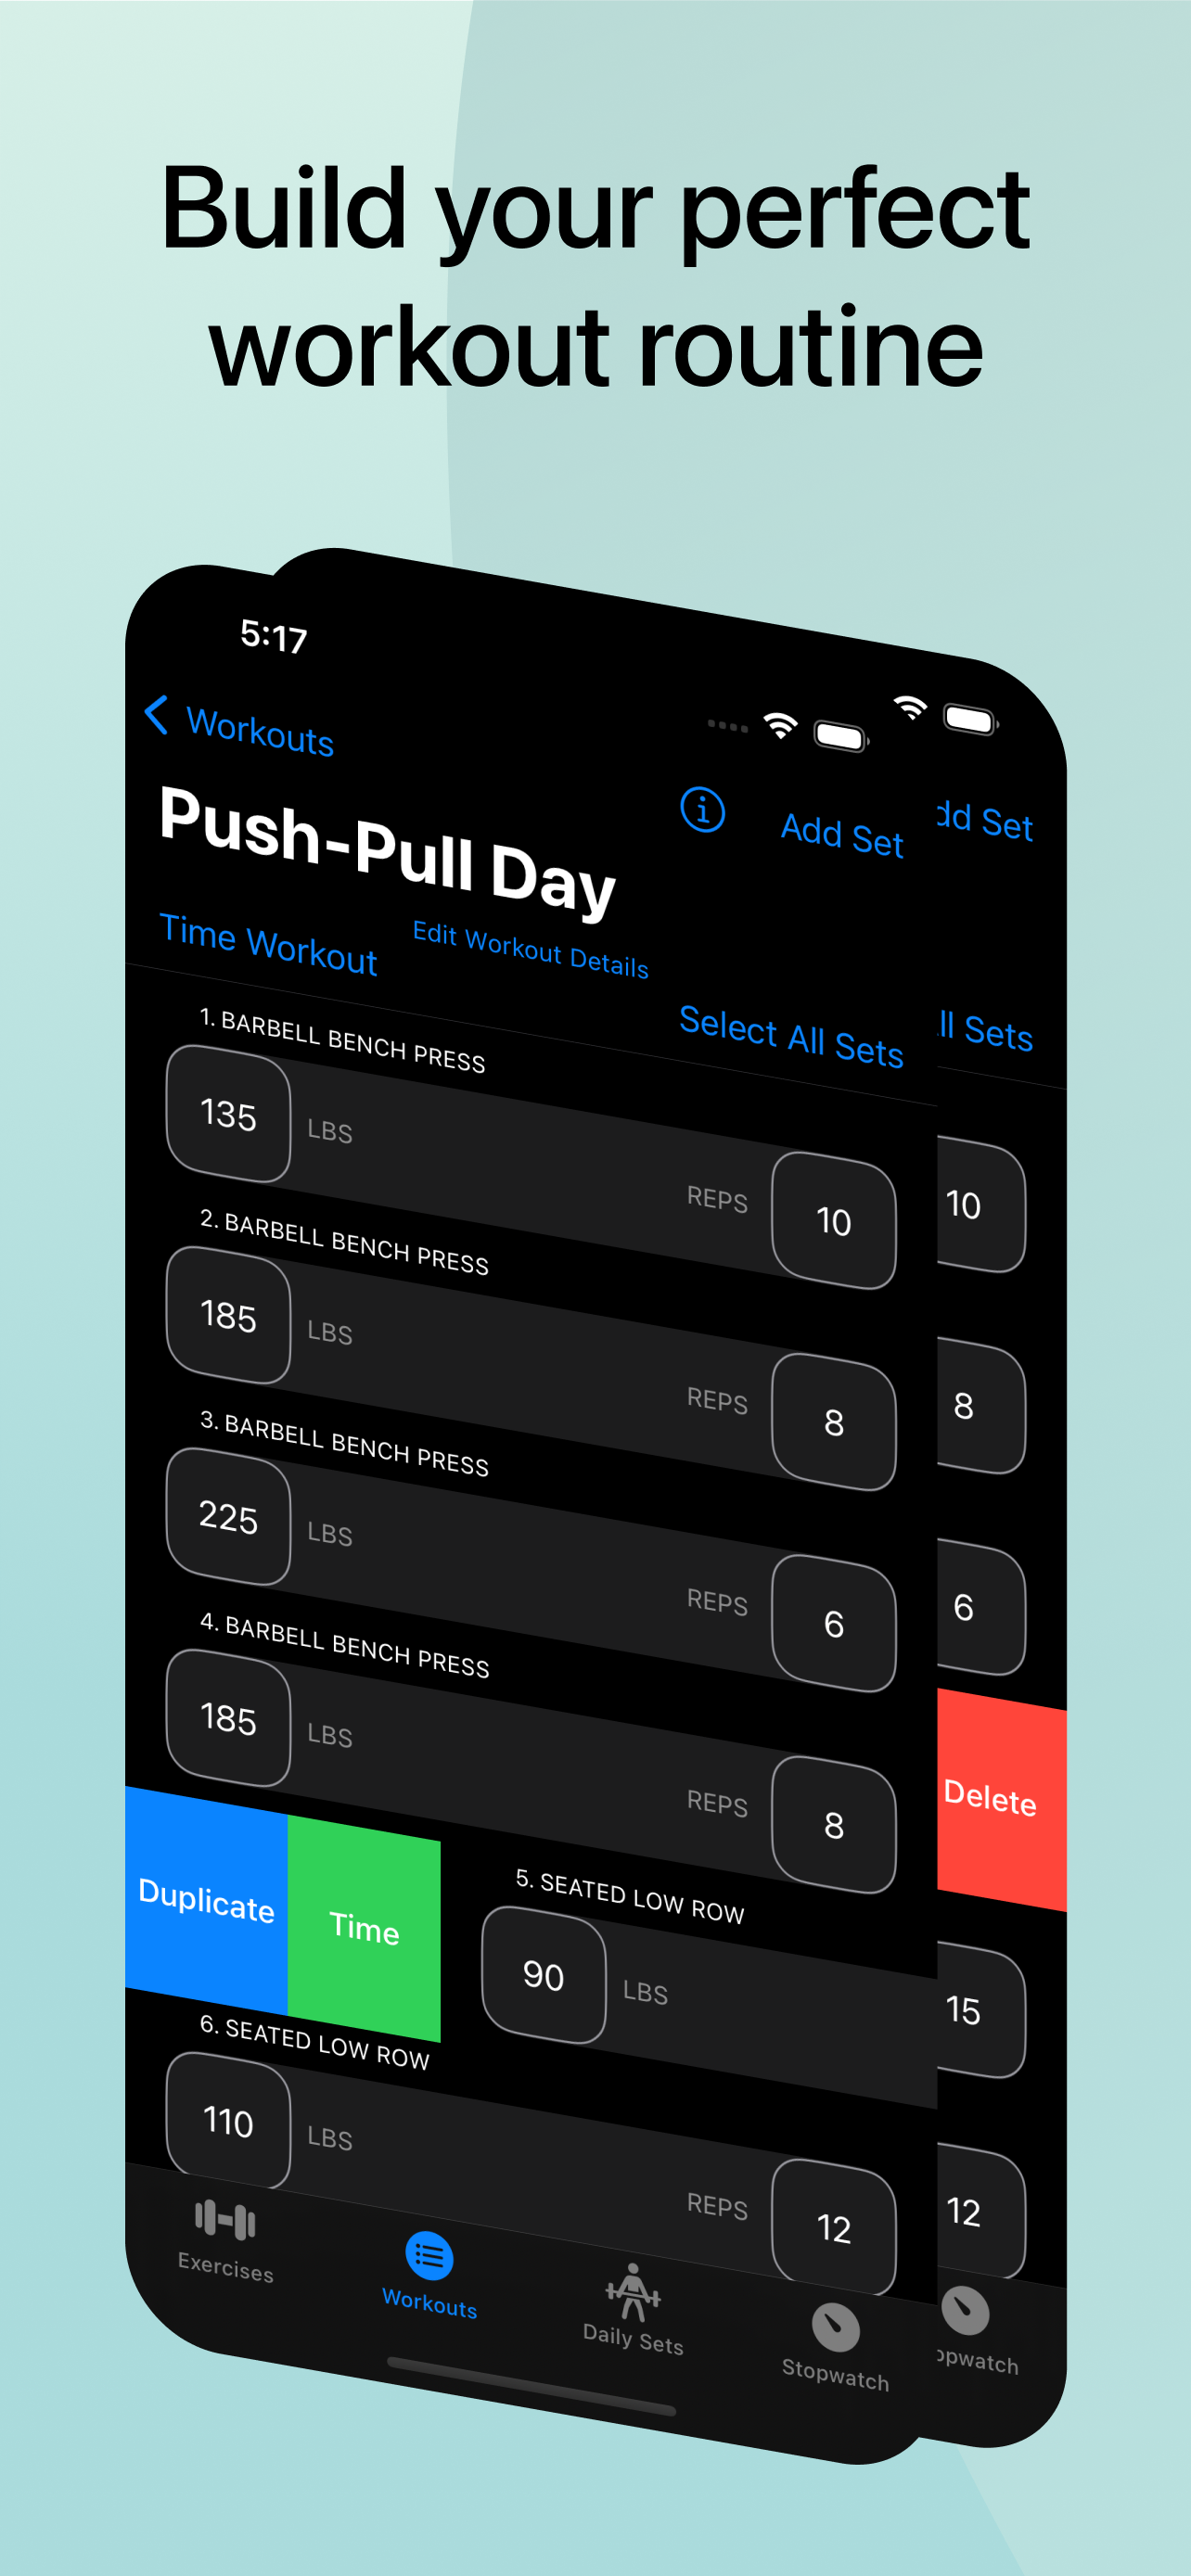 Build your perfect
workout routine
5:17
Workouts
Add Set
dd Set
Push-Pull Day
Time Workout
Edit Workout Details
Select All Sets
ll Sets
1. BARBELL BENCH PRESS
135 LBS REPS 10
10
2. BARBELL BENCH PRESS
185 LBS REPS 8
8
3. BARBELL BENCH PRESS
225 LBS REPS 6
6
4. BARBELL BENCH PRESS
185 LBS REPS 8
Delete
Duplicate Time
5. SEATED LOW ROW
90 LBS
15
6. SEATED LOW ROW
110 LBS REPS 12
12
Exercises
Workouts
Daily Sets
Stopwatch
opwatch